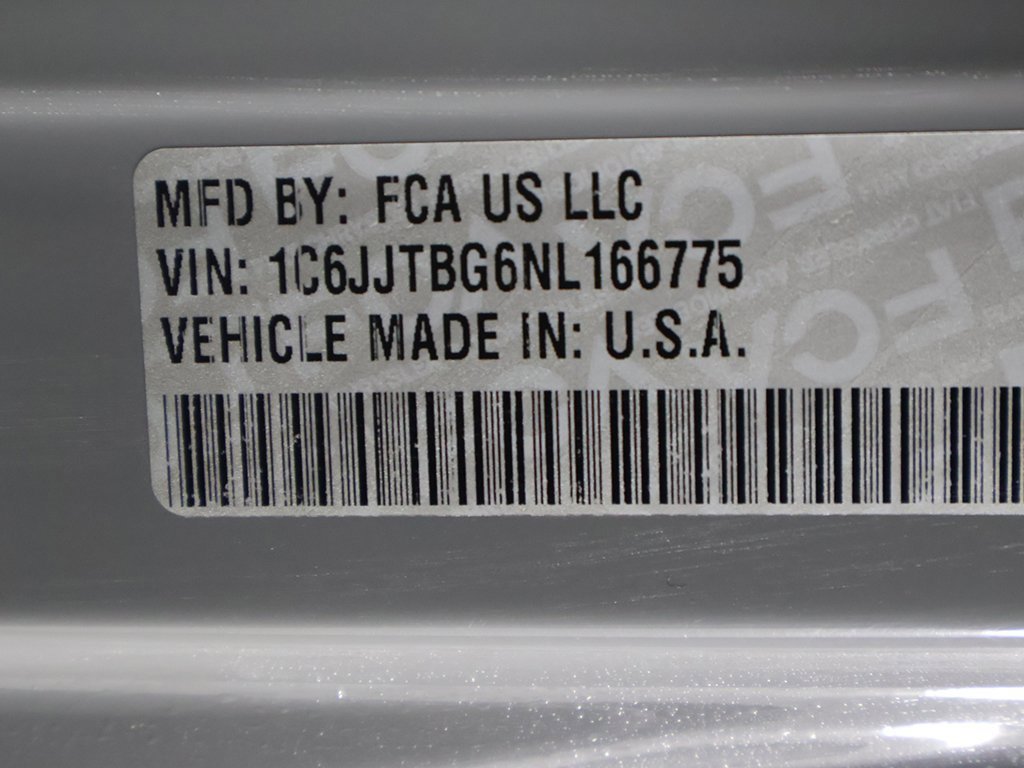 MFD BY: FCA US LLC
VIN: 1C6JJTBG6NL166775
VEHICLE MADE IN: U.S.A.